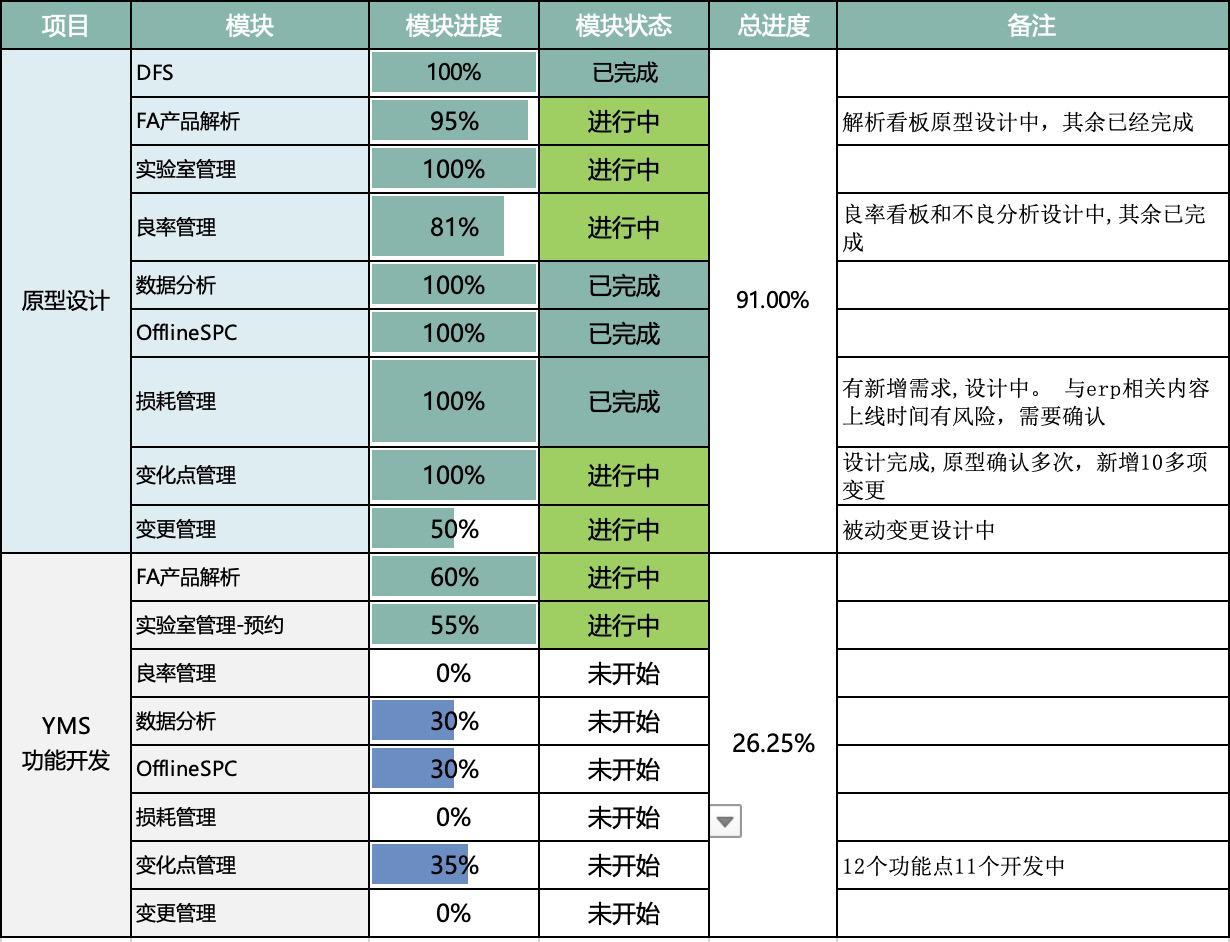 项目 模块 模块进度 模块状态 总进度 备注
DFS 100% 已完成
FA产品解析 95% 进行中 解析看板原型设计中，其余已经完成
实验室管理 100% 进行中
良率管理 81% 进行中 良率看板和不良分析设计中,其余已完
成
数据分析 100% 已完成
原型设计 91.00%
OfflineSPC 100% 已完成
损耗管理 100% 已完成 有新增需求,设计中。 与erp相关内容
上线时间有风险，需要确认
变化点管理 100% 进行中 设计完成,原型确认多次，新增10多项
变更
变更管理 50% 进行中 被动变更设计中
FA产品解析 60% 进行中
实验室管理-预约 55% 进行中
良率管理 0% 未开始
数据分析 30% 未开始
YMS
功能开发 26.25%
OfflineSPC 30% 未开始
损耗管理 0% 未开始
变化点管理 35% 未开始 12个功能点11个开发中
变更管理 0% 未开始